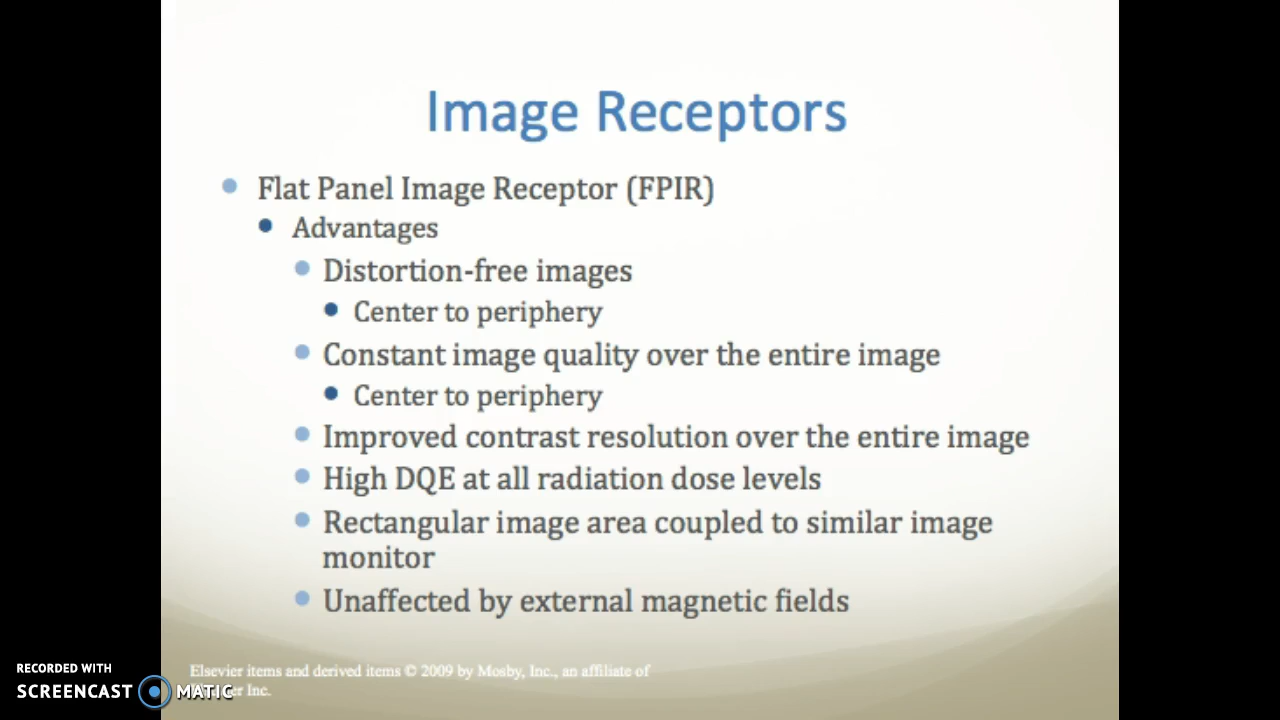 Image Receptors
Flat Panel Image Receptor (FPIR)
Advantages
Distortion-free images
Center to periphery
Constant image quality over the entire image
Center to periphery
Improved contrast resolution over the entire image
High DQE at all radiation dose levels
Rectangular image area coupled to similar image
monitor
Unaffected by external magnetic fields
Elsevier items and derived items © 2009 by Mosby, Inc., an affiliate of
Inc.
RECORDED WITH
SCREENCAST MATIC